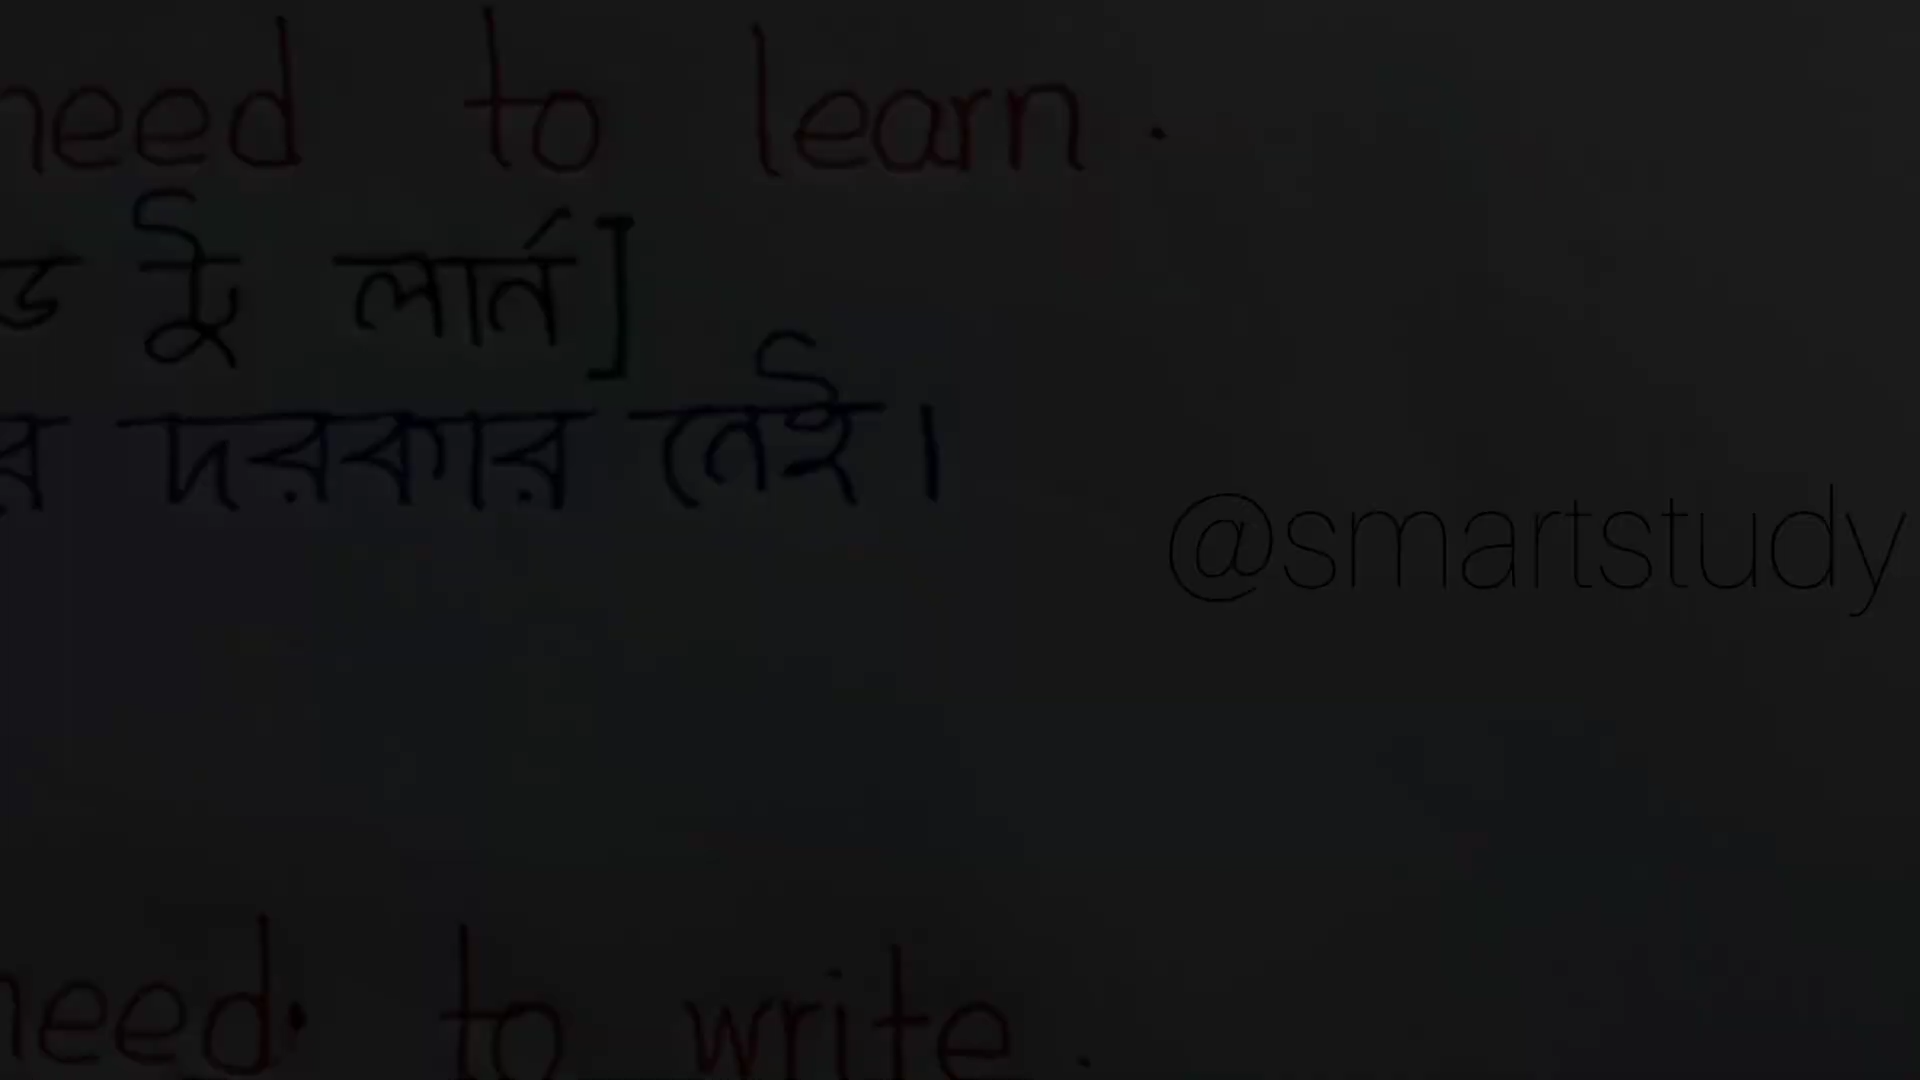 need to learn.
ড টু লার্ন]
র দরকার নেই।
@smartstudy
need to write.